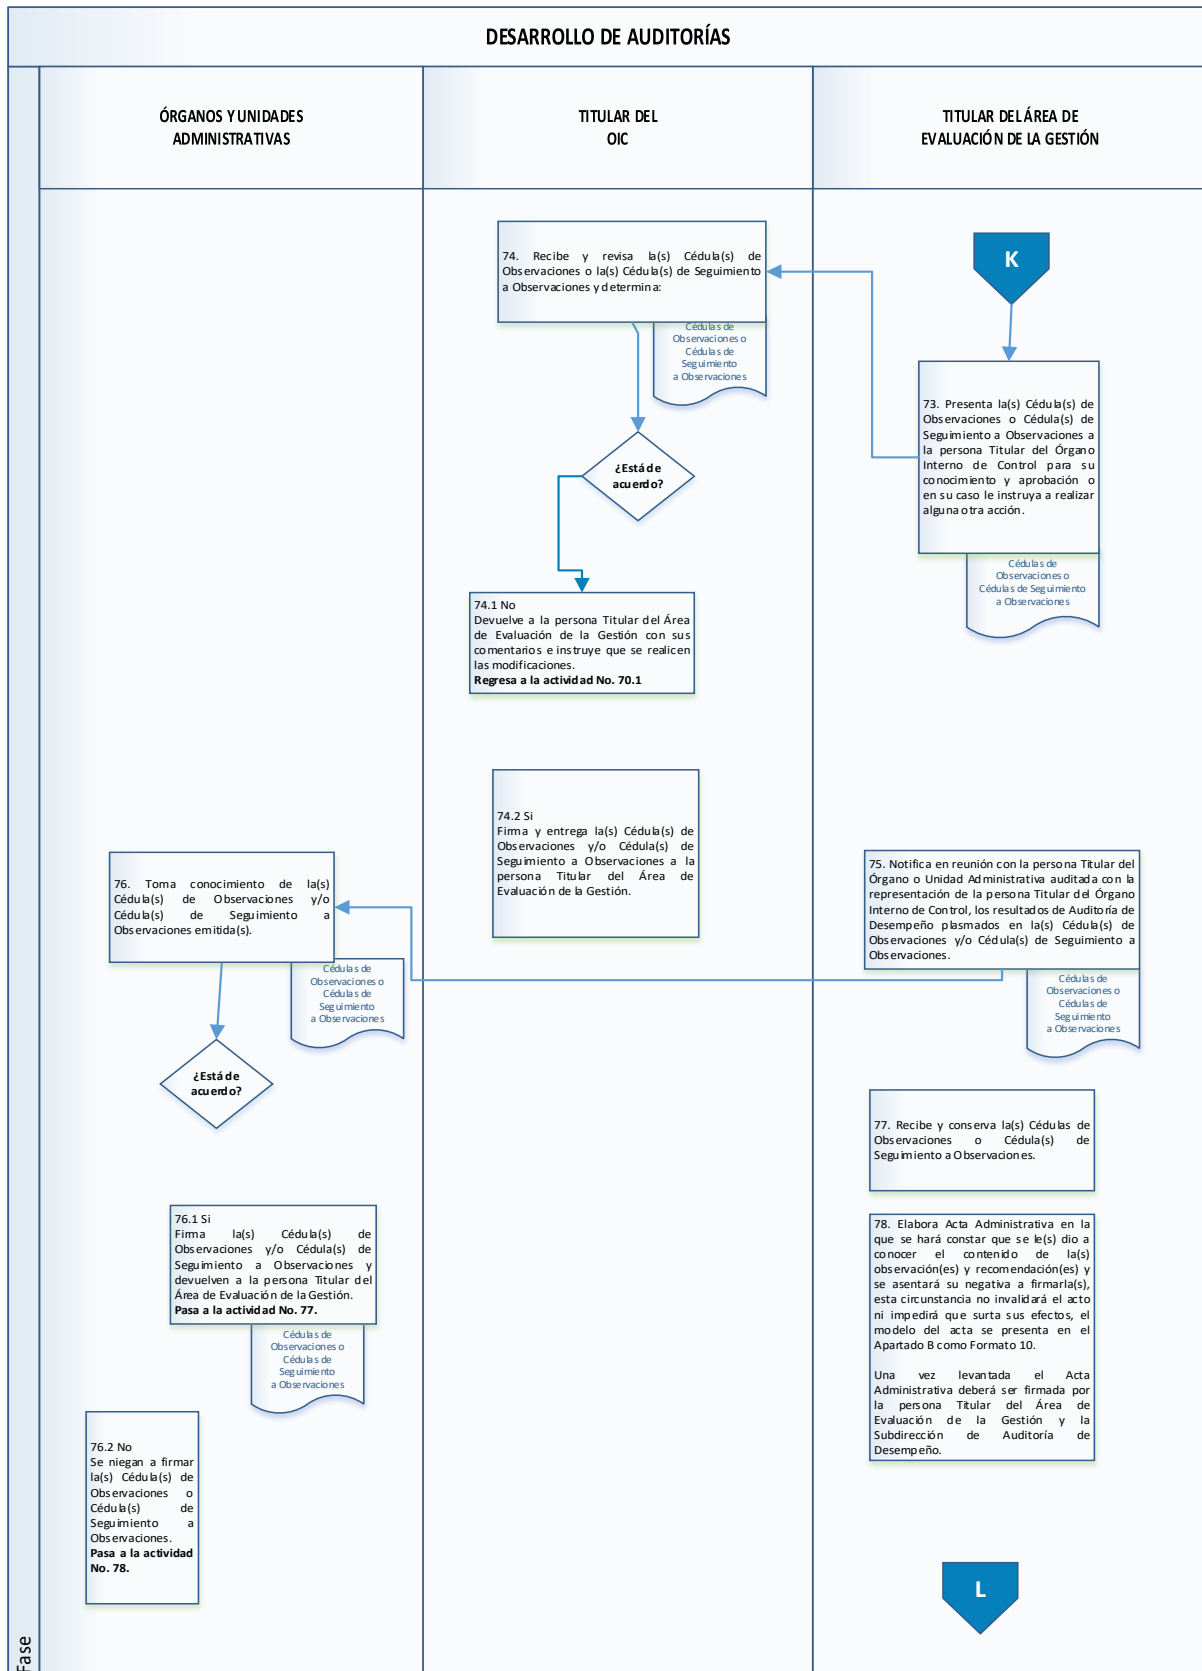 DESARROLLO DE AUDITORÍAS
ÓRGANOS Y UNIDADES
ADMINISTRATIVAS
TITULAR DEL
OIC
TITULAR DEL ÁREA DE
EVALUACIÓN DE LA GESTIÓN
K
74. Recibe y revisa la(s) Cédula(s) de
Observaciones o la(s) Cédula(s) de Seguimiento
a Observaciones y determina:
Cédulas de
Observaciones o
Cédulas de
Seguimiento
a Observaciones
73. Presenta la(s) Cédula(s) de
Observaciones o Cédula(s) de
Seguimiento a Observaciones a
la persona Titular del Órgano
Interno de Control para su
conocimiento y aprobación o
en su caso le instruya a realizar
alguna otra acción.
Cédulas de
Observaciones o
Cédulas de Seguimiento
a Observaciones
¿Está de
acuerdo?
74.1 No
Devuelve a la persona Titular del Área
de Evaluación de la Gestión con sus
comentarios e instruye que se realicen
las modificaciones.
Regresa a la actividad No. 70.1
74.2 Si
Firma y entrega la(s) Cédula(s) de
Observaciones y/o Cédula(s) de
Seguimiento a Observaciones a la
persona Titular del Área de
Evaluación de la Gestión.
75. Notifica en reunión con la persona Titular del
Órgano o Unidad Administrativa auditada con la
representación de la persona Titular del Órgano
Interno de Control, los resultados de Auditoría de
Desempeño plasmados en la(s) Cédula(s) de
Observaciones y/o Cédula(s) de Seguimiento a
Observaciones.
Cédulas de
Observaciones o
Cédulas de
Seguimiento
a Observaciones
76. Toma conocimiento de la(s)
Cédula(s) de Observaciones y/o
Cédula(s) de Seguimiento a
Observaciones emitida(s).
Cédulas de
Observaciones o
Cédulas de
Seguimiento
a Observaciones
¿Está de
acuerdo?
76.1 Si
Firma la(s) Cédula(s) de
Observaciones y/o Cédula(s) de
Seguimiento a Observaciones y
devuelven a la persona Titular del
Área de Evaluación de la Gestión.
Pasa a la actividad No. 77.
Cédulas de
Observaciones o
Cédulas de
Seguimiento
a Observaciones
76.2 No
Se niegan a firmar
la(s) Cédula(s) de
Observaciones o
Cédula(s) de
Seguimiento a
Observaciones.
Pasa a la actividad
No. 78.
77. Recibe y conserva la(s) Cédulas de
Observaciones o Cédula(s) de
Seguimiento a Observaciones.
78. Elabora Acta Administrativa en la
que se hará constar que se le(s) dio a
conocer el contenido de la(s)
observación(es) y recomendación(es) y
se asentará su negativa a firmarla(s),
esta circunstancia no invalidará el acto
ni impedirá que surta sus efectos, el
modelo del acta se presenta en el
Apartado B como Formato 10.
Una vez levantada el Acta
Administrativa deberá ser firmada por
la persona Titular del Área de
Evaluación de la Gestión y la
Subdirección de Auditoría de
Desempeño.
L
Fase